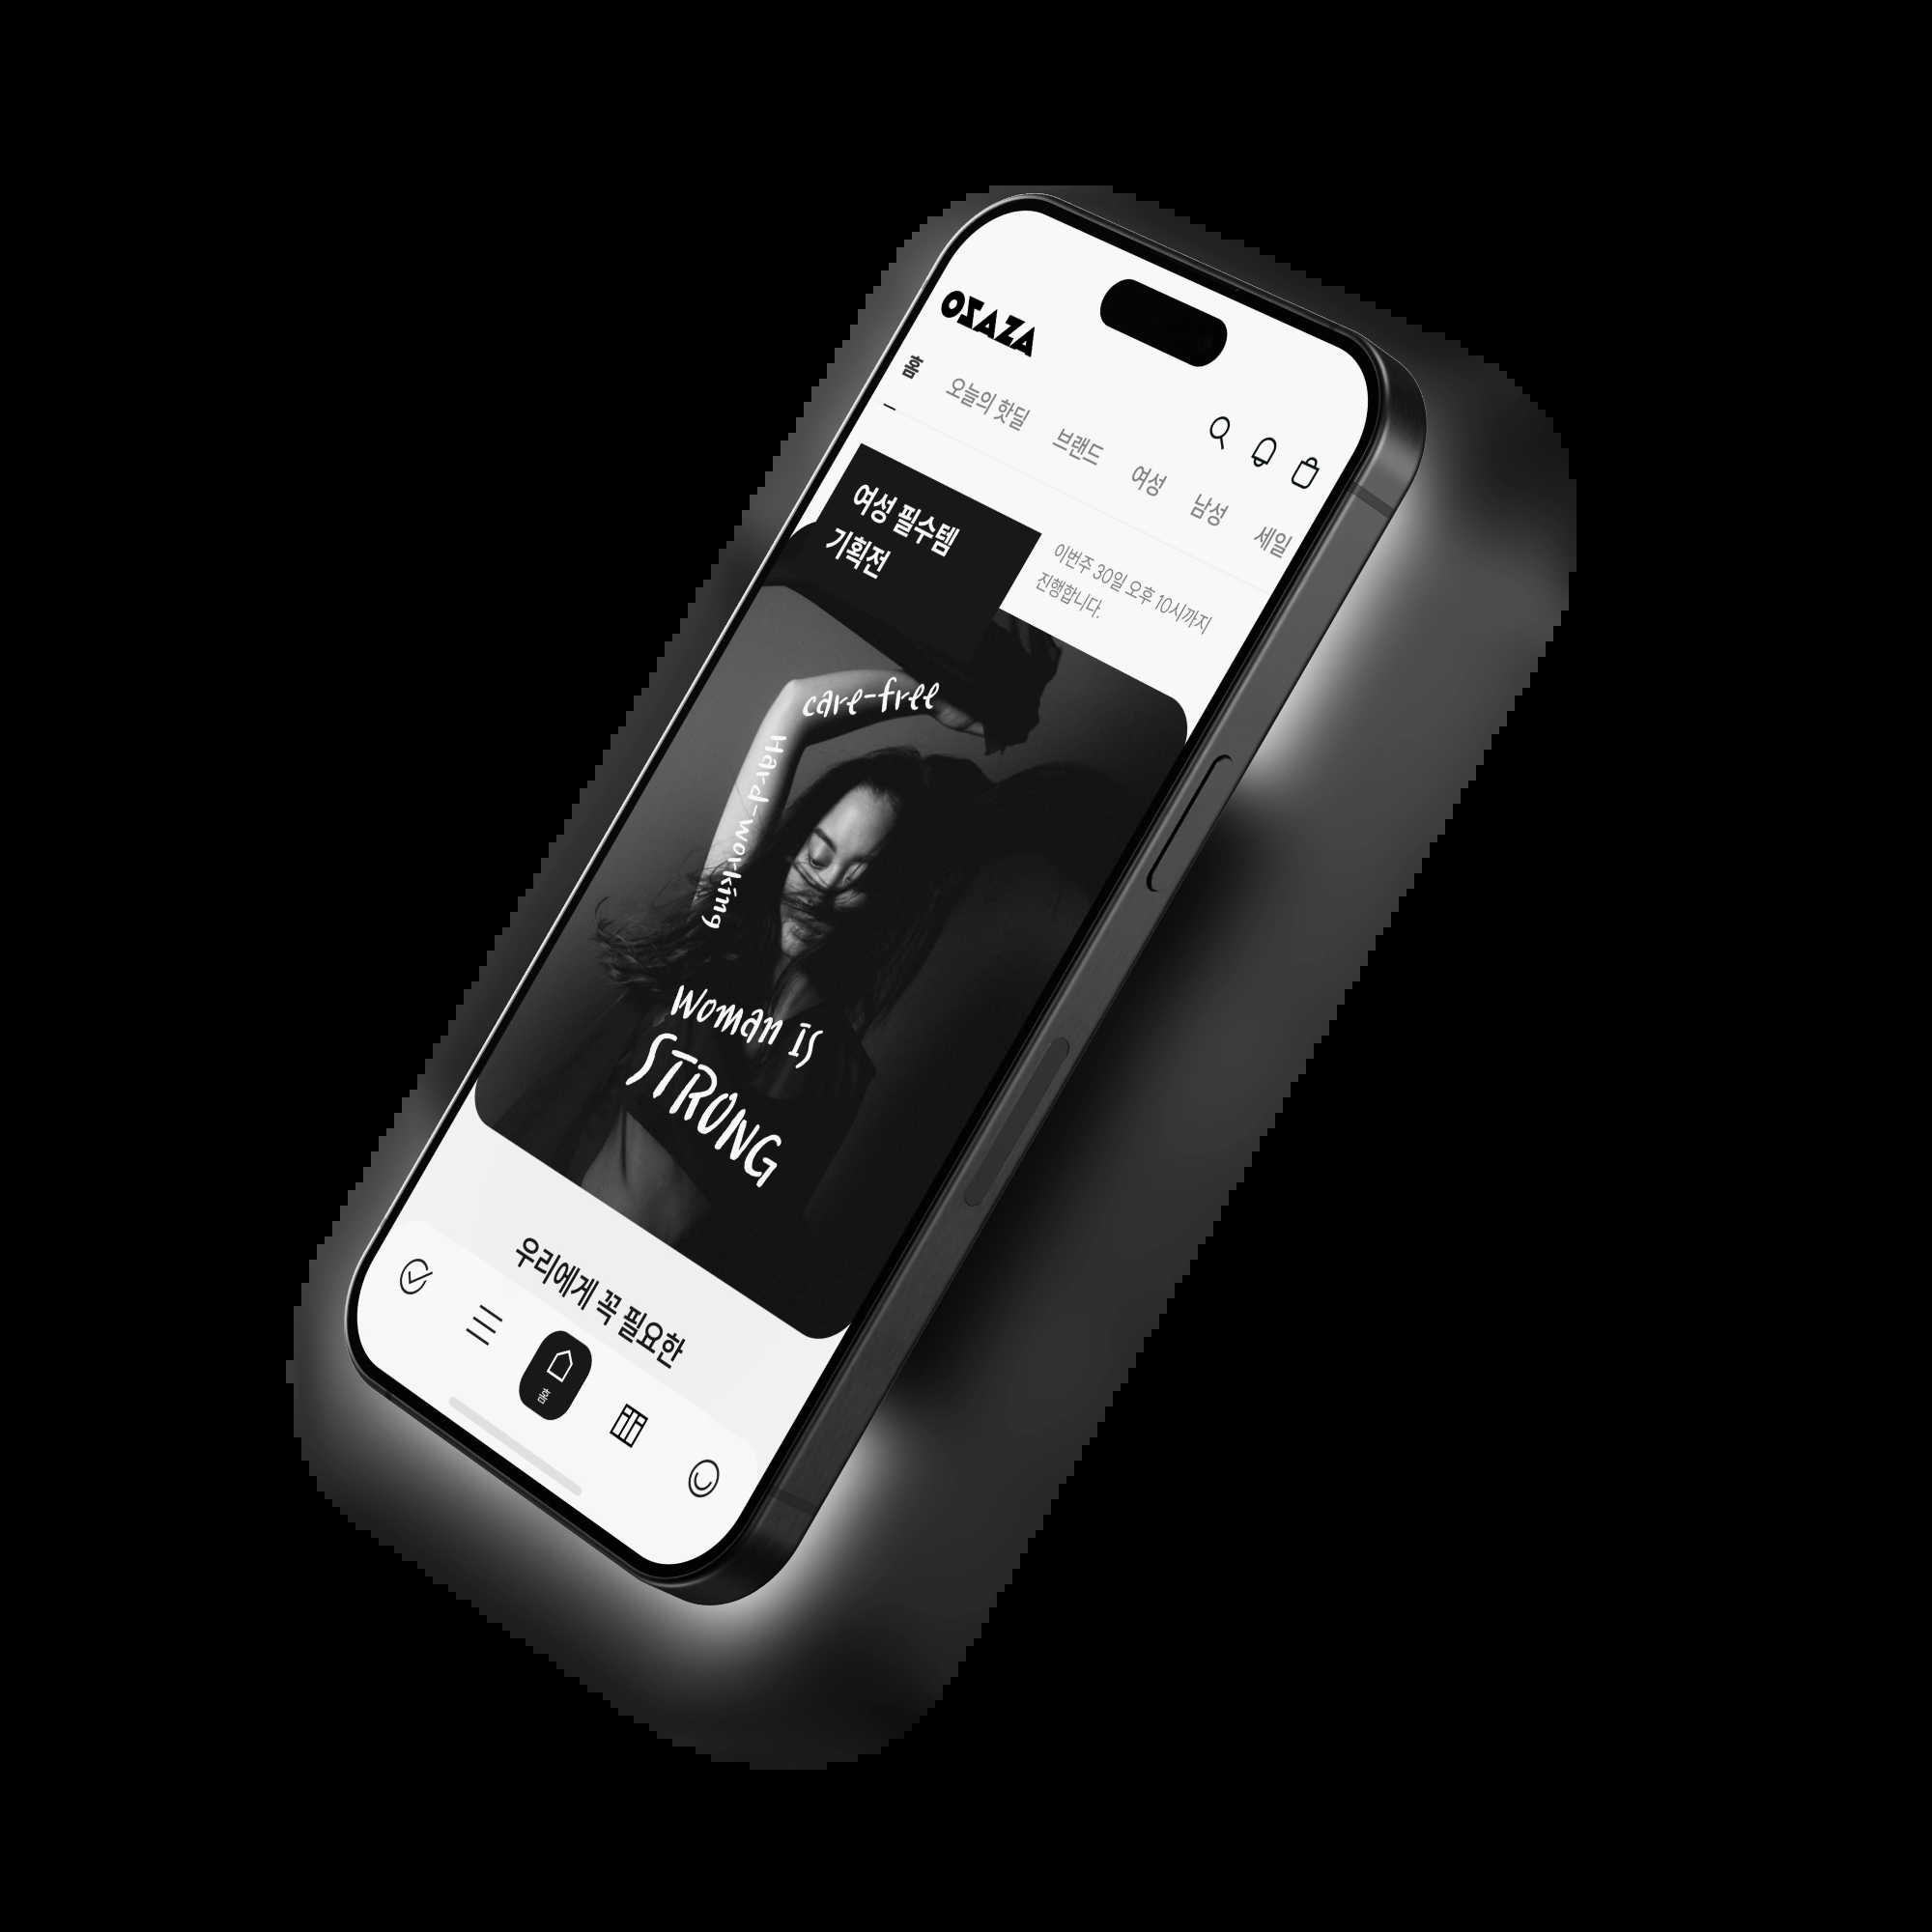 OZAZA
홈 오늘의 핫딜 브랜드 여성 남성 세일
여성 필수템
기획전
이번주 30일 오후 10시까지
진행합니다.
care-free
Hard-working
Woman IS
STRONG
우리에게 꼭 필요한